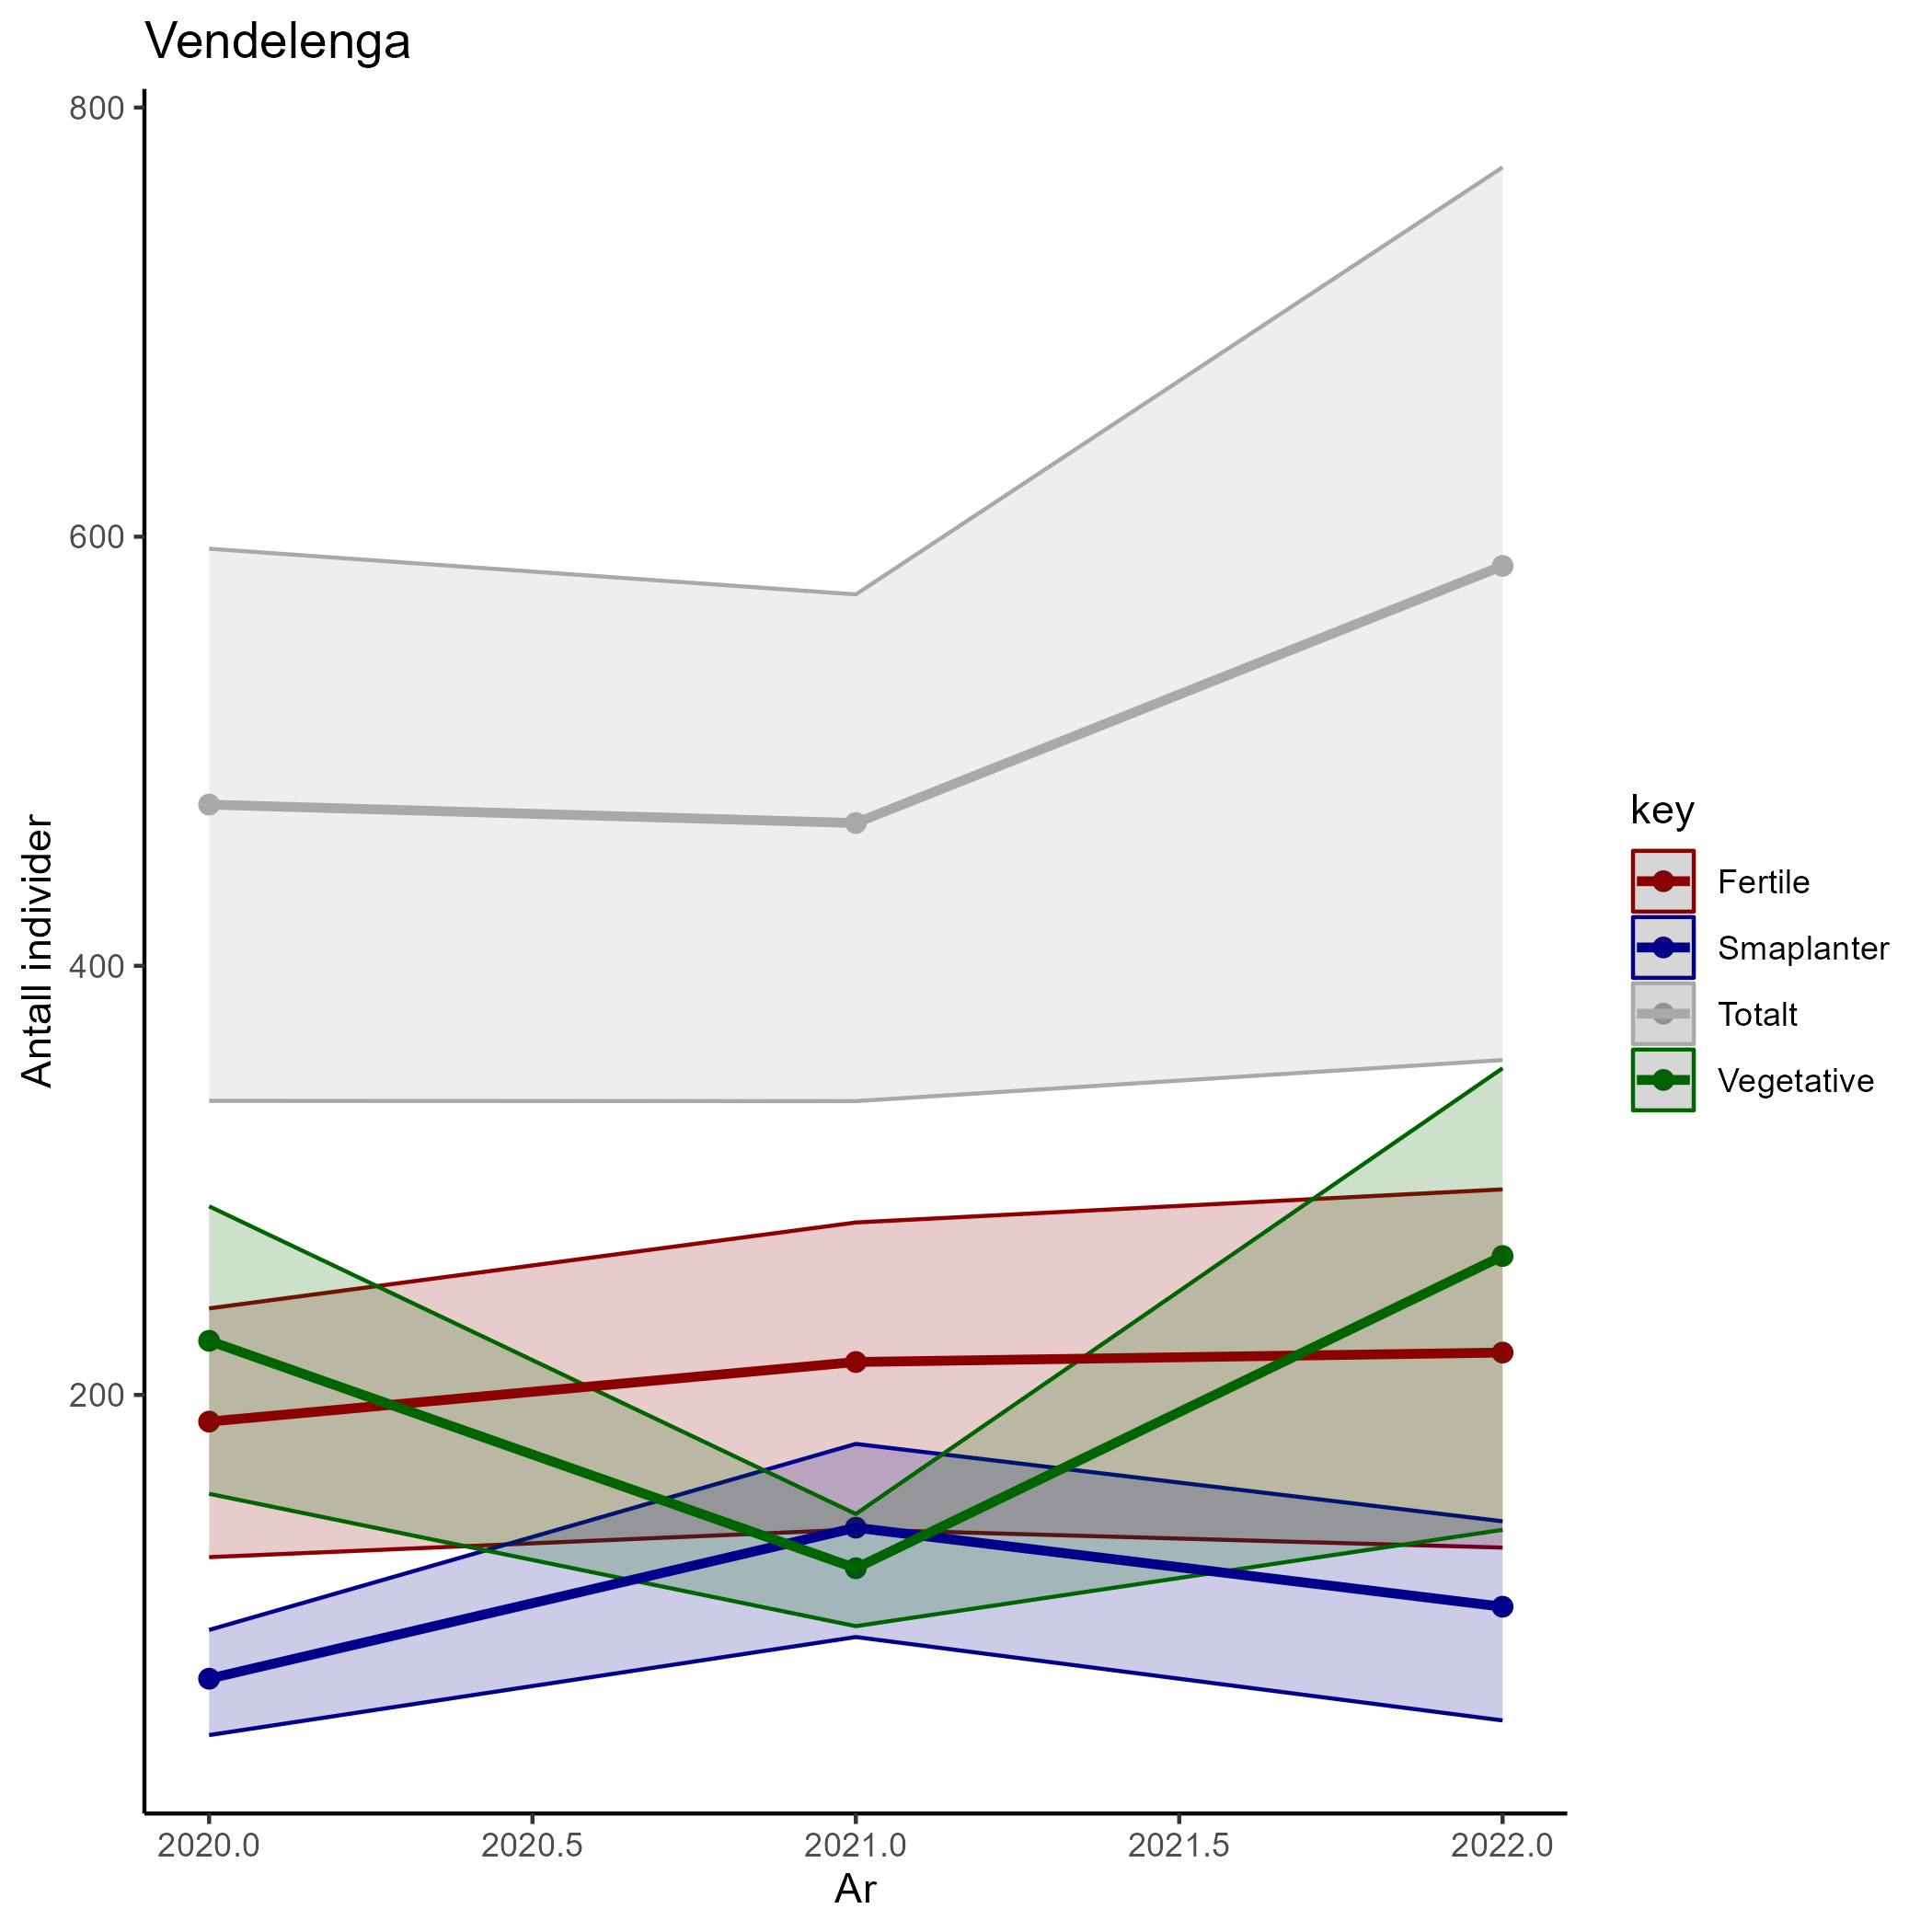 Vendelenga
800
600
400
200
Antall individer
2020.0
2020.5
2021.0
2021.5
2022.0
Ar
key
Fertile
Smaplanter
Totalt
Vegetative